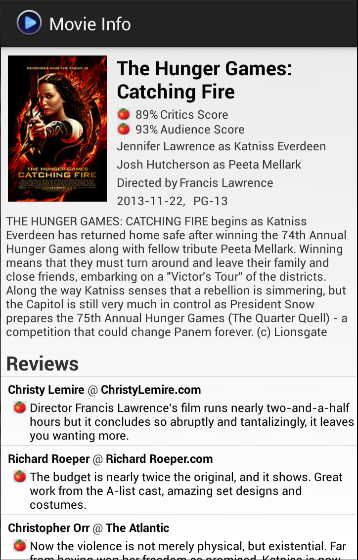 Movie Info
THE HUNGER GAMES
CATCHING FIRE
The Hunger Games:
Catching Fire
89% Critics Score
93% Audience Score
Jennifer Lawrence as Katniss Everdeen
Josh Hutcherson as Peeta Mellark
Directed by Francis Lawrence
2013-11-22, PG-13
THE HUNGER GAMES: CATCHING FIRE begins as Katniss
Everdeen has returned home safe after winning the 74th Annual
Hunger Games along with fellow tribute Peeta Mellark. Winning
means that they must turn around and leave their family and
close friends, embarking on a "Victor's Tour" of the districts.
Along the way Katniss senses that a rebellion is simmering, but
the Capitol is still very much in control as President Snow
prepares the 75th Annual Hunger Games (The Quarter Quell) - a
competition that could change Panem forever. (c) Lionsgate
Reviews
Christy Lemire @ ChristyLemire.com
Director Francis Lawrence's film runs nearly two-and-a-half
hours but it concludes so abruptly and tantalizingly, it leaves
you wanting more.
Richard Roeper @ Richard Roeper.com
The budget is nearly twice the original, and it shows. Great
work from the A-list cast, amazing set designs and
costumes.
Christopher Orr @ The Atlantic
Now the violence is not merely physical, but existential. Far
from having won her freedom as promised, Katniss is now